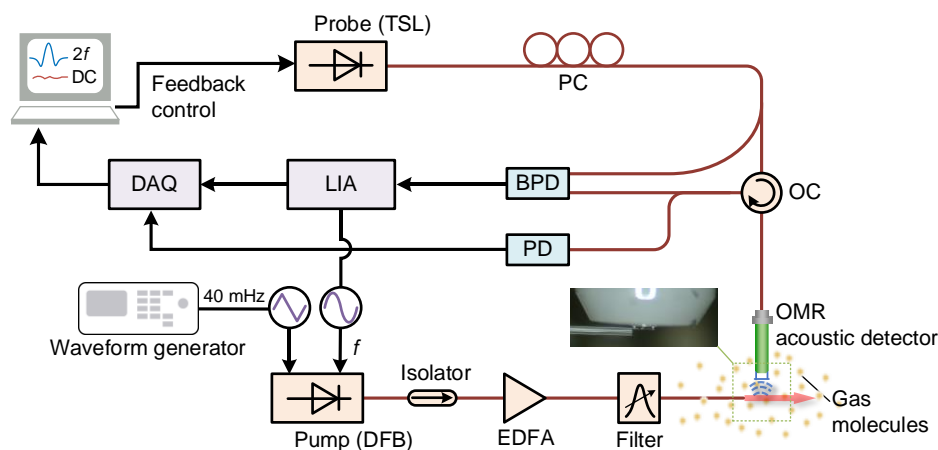 Probe (TSL)
2f
DC
Feedback
control
PC
DAQ
LIA
BPD
OC
PD
40 mHz
Waveform generator
f
OMR
acoustic detector
Isolator
Gas
molecules
Pump (DFB)
EDFA
Filter